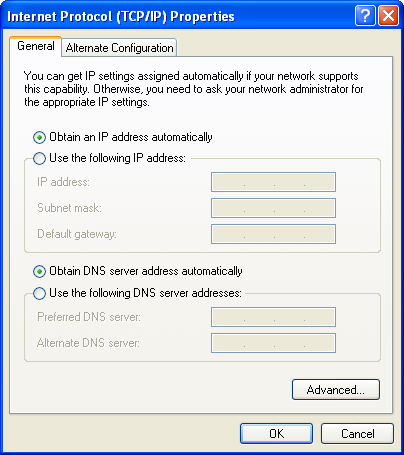 Internet Protocol (TCP/IP) Properties
General
Alternate Configuration
You can get IP settings assigned automatically if your network supports
this capability. Otherwise, you need to ask your network administrator for
the appropriate IP settings.
Obtain an IP address automatically
Use the following IP address:
IP address:
Subnet mask:
Default gateway:
Obtain DNS server address automatically
Use the following DNS server addresses:
Preferred DNS server:
Alternate DNS server:
Advanced...
OK
Cancel